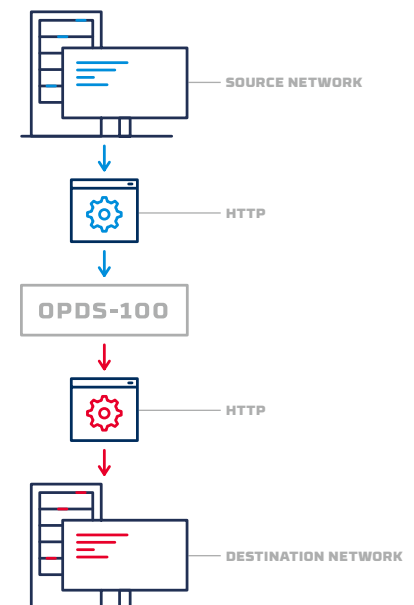 SOURCE NETWORK
HTTP
OPDS-100
HTTP
DESTINATION NETWORK